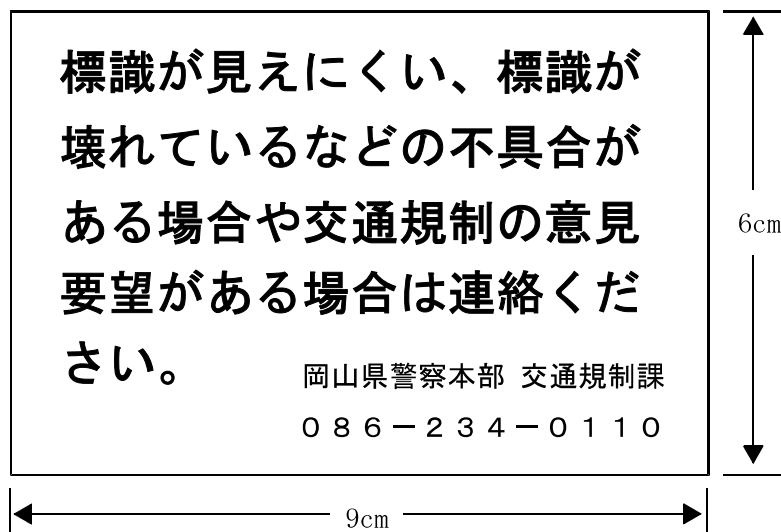 標識が見えにくい、標識が
壊れているなどの不具合が
ある場合や交通規制の意見
要望がある場合は連絡くだ
さい。
岡山県警察本部 交通規制課
０８６－２３４－０１１０
6cm
9cm